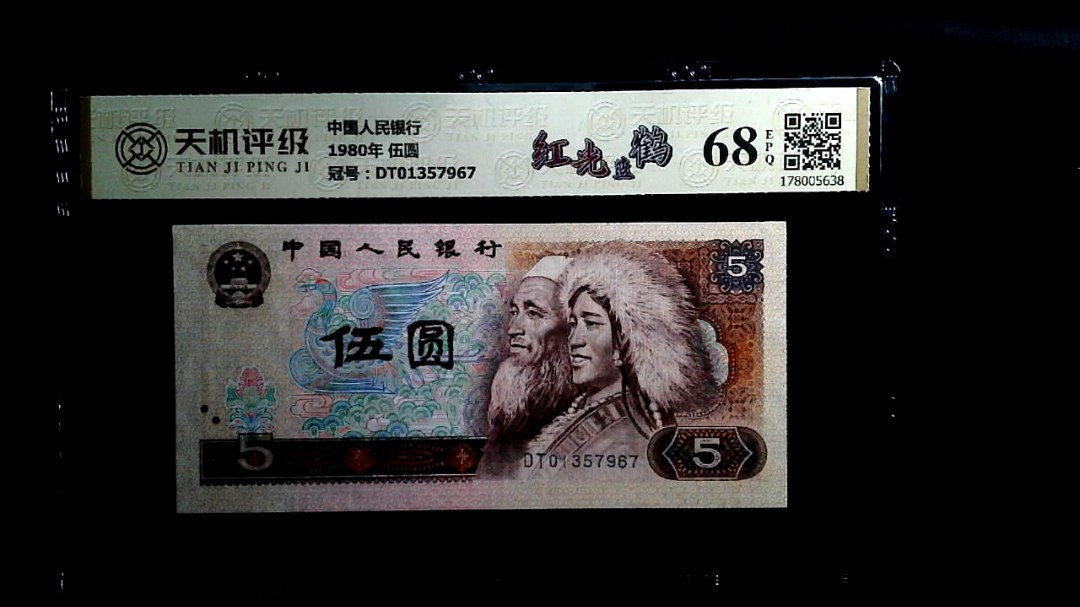 天机评级
TIAN JI PING JI
中国人民银行
1980年 伍圆
冠号：DT01357967
红光蓝鹤
68
EPQ
178005638
中国人民银行
5
伍圆
5
DT01357967
5